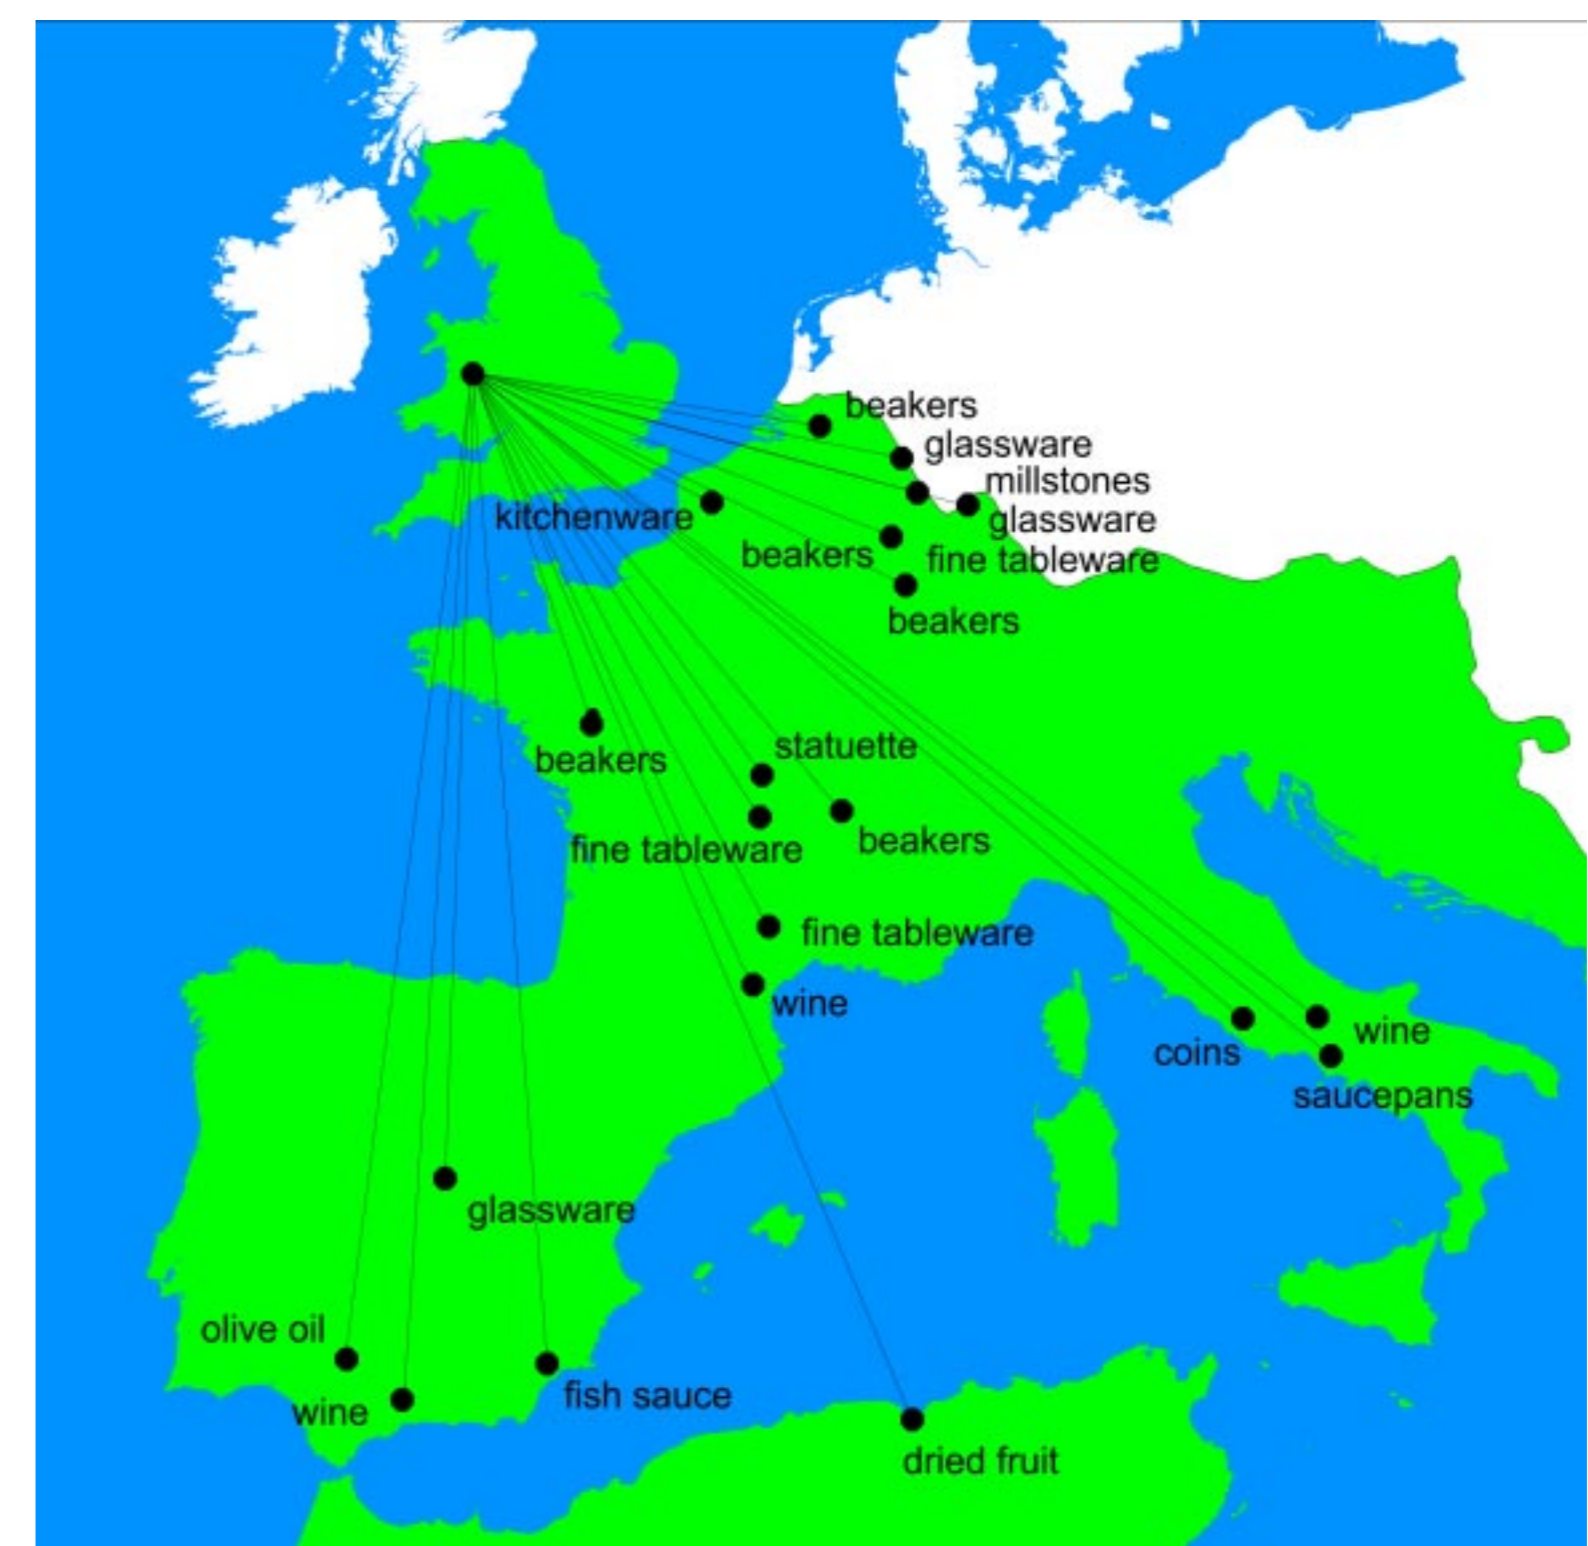 beakers
glassware
millstones
kitchenware
glassware
beakers
fine tableware
beakers
statuette
beakers
fine tableware
beakers
fine tableware
wine
wine
coins
saucepans
glassware
olive oil
fish sauce
wine
dried fruit